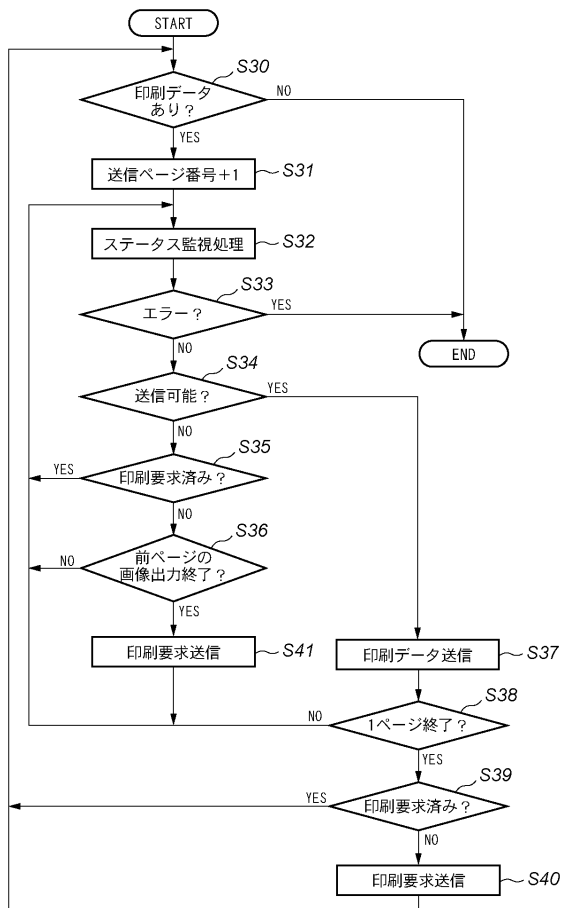 START
S30
印刷データ
あり？
NO
YES
送信ページ番号+1
S31
ステータス監視処理
S32
S33
エラー？
YES
NO
END
S34
送信可能？
YES
NO
S35
YES
印刷要求済み？
NO
S36
NO
前ページの
画像出力終了？
YES
印刷要求送信
S41
印刷データ送信
S37
S38
NO
1ページ終了？
YES
S39
YES
印刷要求済み？
NO
印刷要求送信
S40